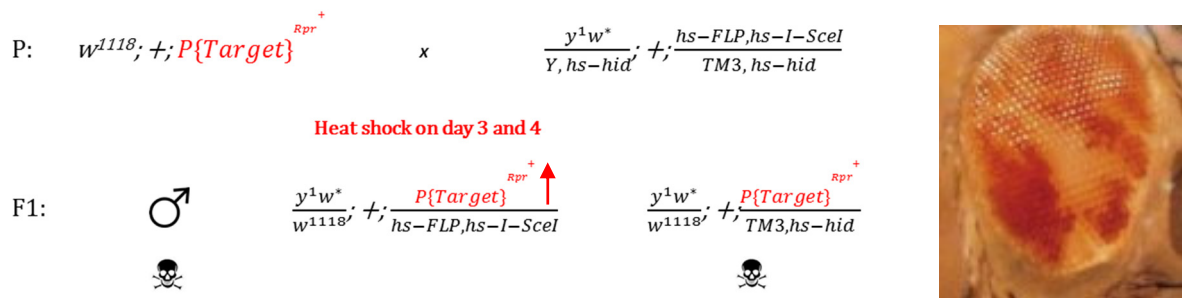 P: w¹¹¹⁸; +; P{Target}ᴿᵖʳ⁺ x y¹w*/Y, hs−hid; +; hs−FLP,hs−I−SceI/TM3, hs−hid
Heat shock on day 3 and 4
F1: ♂ y¹w*/w¹¹¹⁸; +; P{Target}ᴿᵖʳ⁺/hs−FLP,hs−I−SceI y¹w*/w¹¹¹⁸; +; P{Target}ᴿᵖʳ⁺/TM3,hs−hid